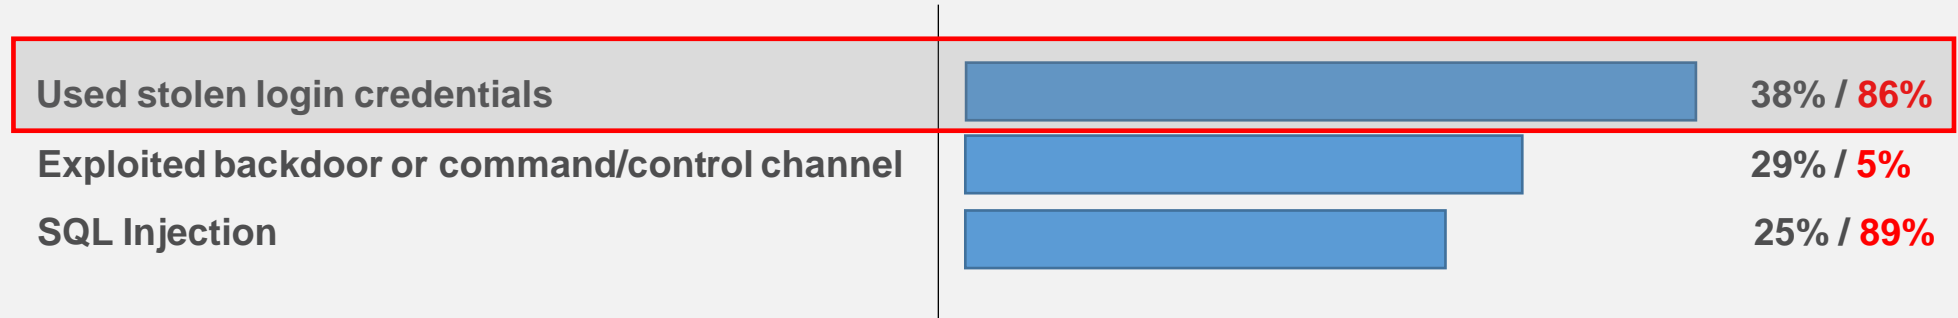 Used stolen login credentials 38% / 86%
Exploited backdoor or command/control channel 29% / 5%
SQL Injection 25% / 89%